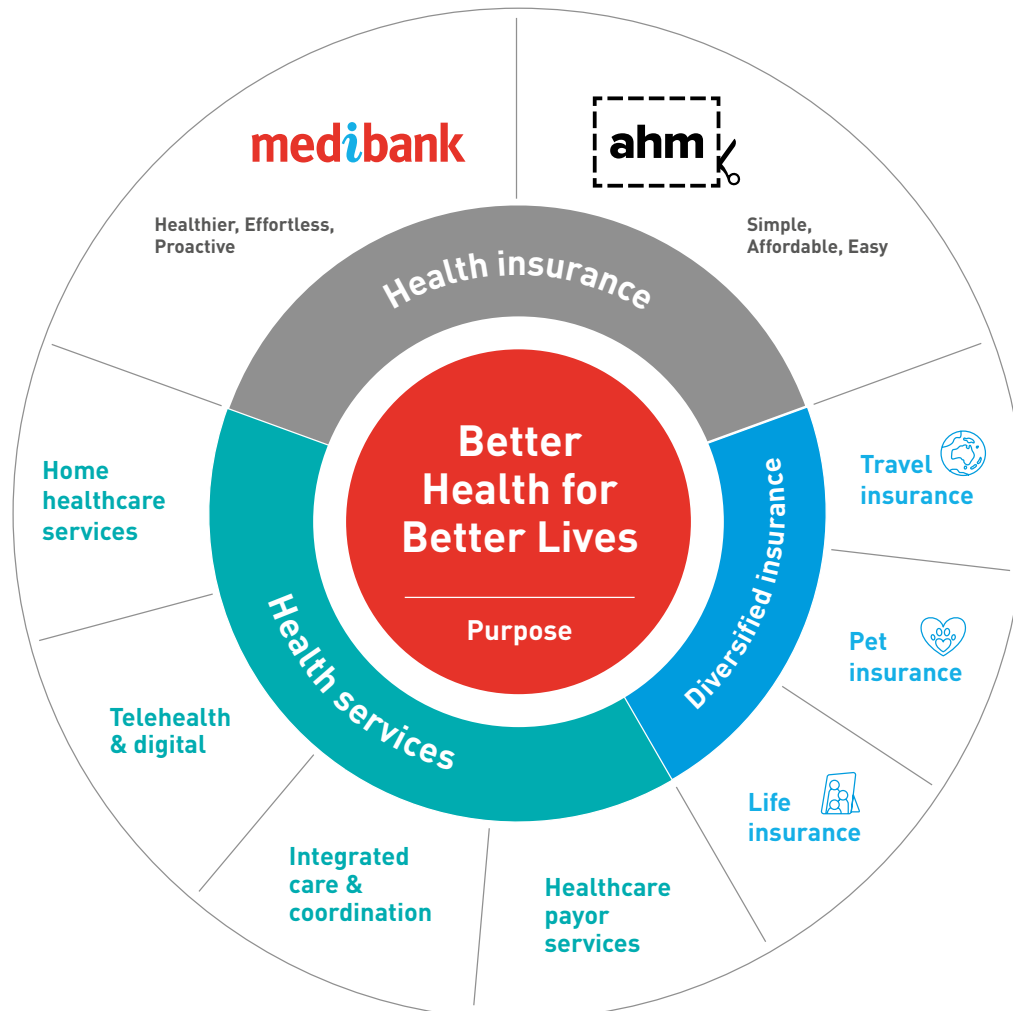 medibank
ahm
Healthier, Effortless,
Proactive
Simple,
Affordable, Easy
Health insurance
Better
Health for
Better Lives
Purpose
Diversified insurance
Travel
insurance
Pet
insurance
Life
insurance
Health services
Home
healthcare
services
Telehealth
& digital
Integrated
care &
coordination
Healthcare
payor
services